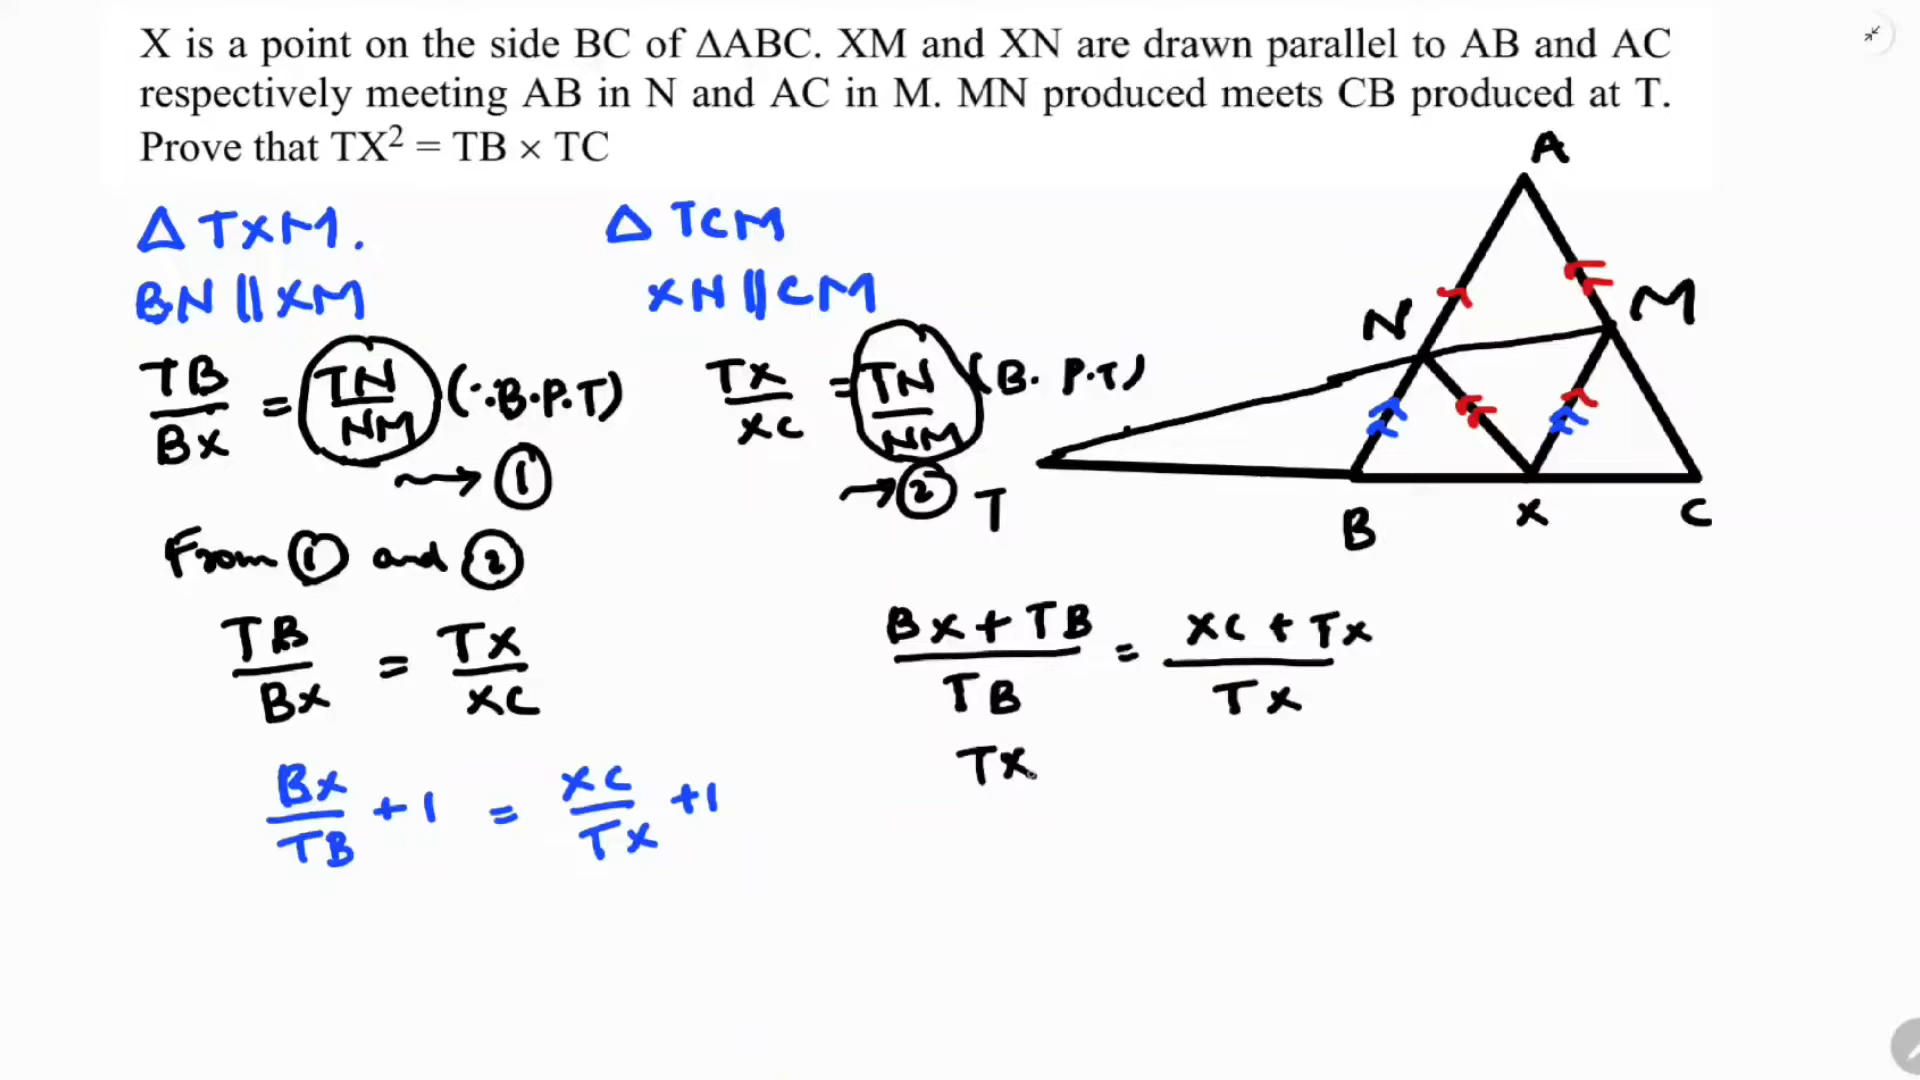 X is a point on the side BC of ΔABC. XM and XN are drawn parallel to AB and AC
respectively meeting AB in N and AC in M. MN produced meets CB produced at T.
Prove that TX² = TB × TC
Δ TXM.
BN || XM
TB/BX = TN/NM (∵B.P.T)
→ ①
Δ TCM
XN || CM
TX/XC = TN/NM (B.P.T)
→ ②
From ① and ②
TB/BX = TX/XC
BX/TB + 1 = XC/TX + 1
BX + TB/TB = XC + TX/TX
TX
A
N
M
T
B
X
C